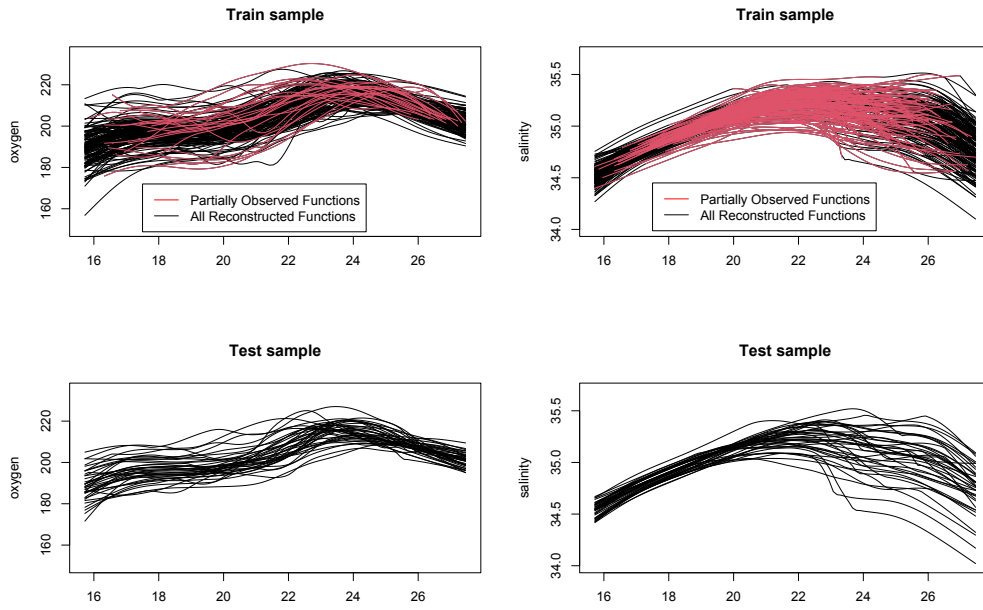 Train sample
oxygen
220
200
180
160
Partially Observed Functions
All Reconstructed Functions
16 18 20 22 24 26
Train sample
salinity
35.5
35.0
34.5
34.0
Partially Observed Functions
All Reconstructed Functions
16 18 20 22 24 26
Test sample
oxygen
220
200
180
160
16 18 20 22 24 26
Test sample
salinity
35.5
35.0
34.5
34.0
16 18 20 22 24 26